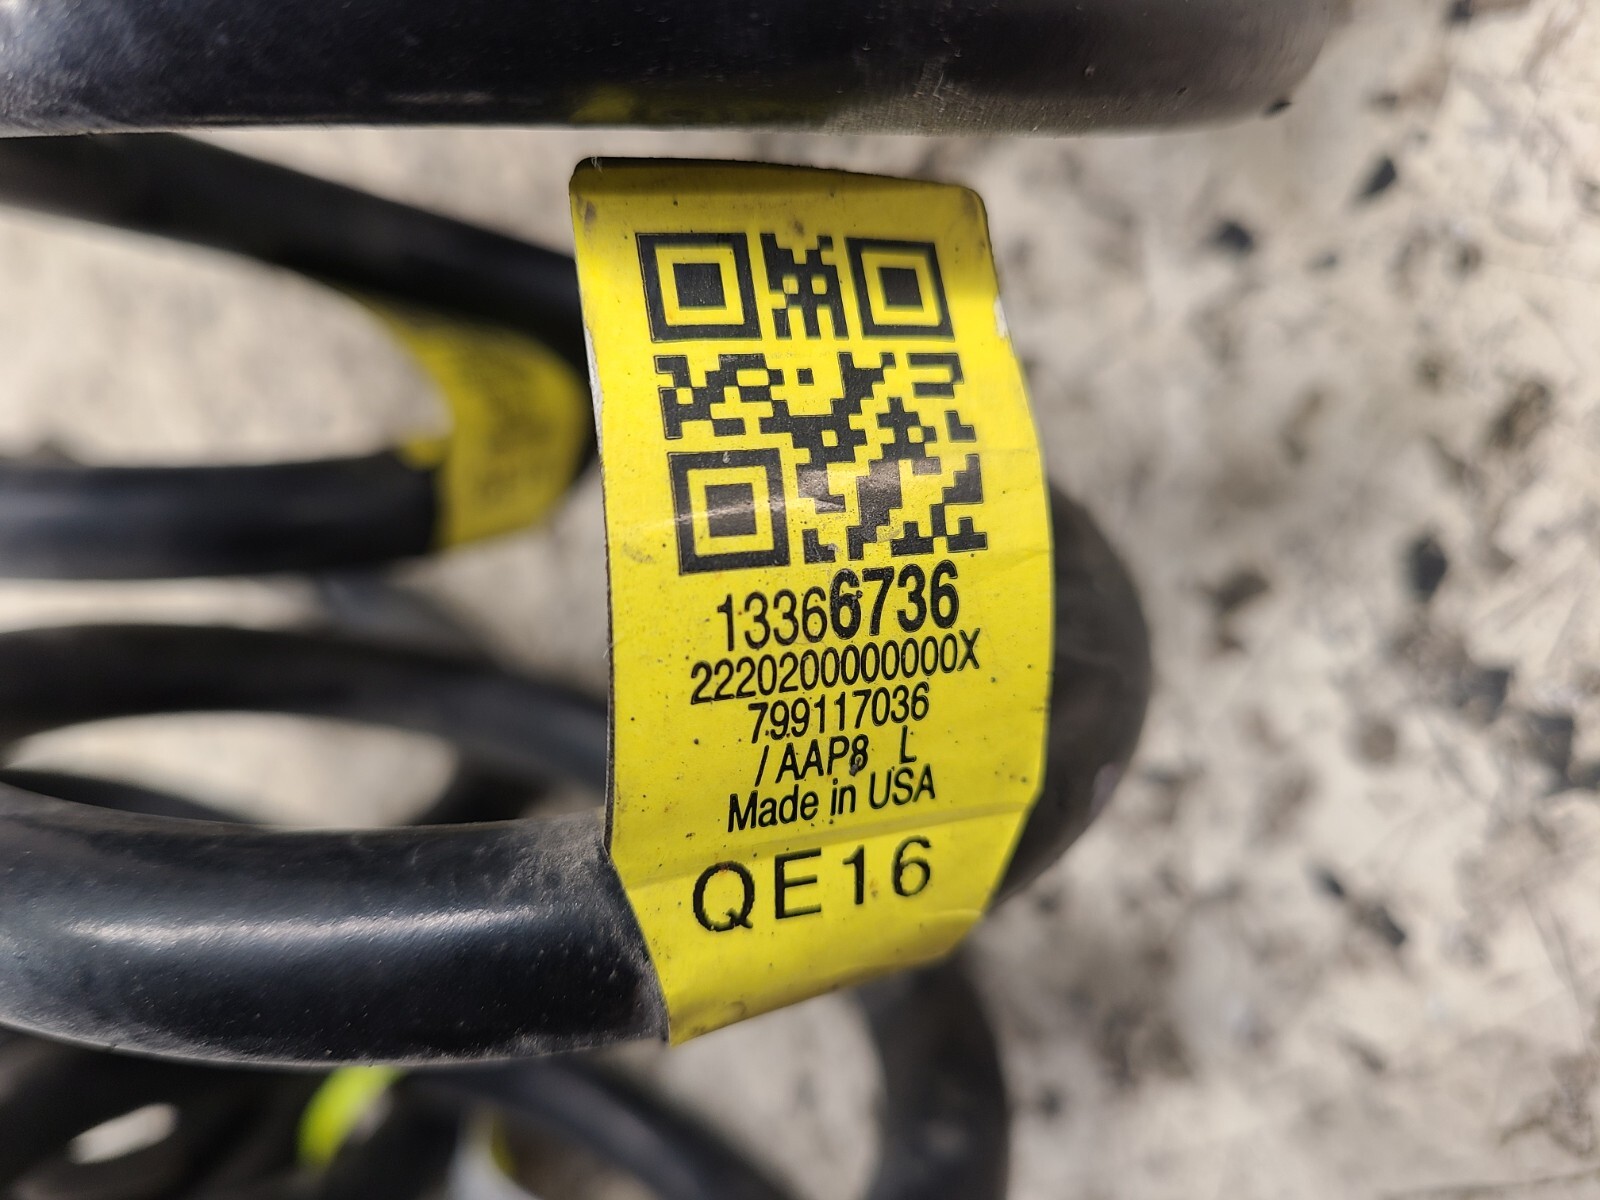 13366736
2220200000000X
799117036
/AAP8 L
Made in USA
QE16